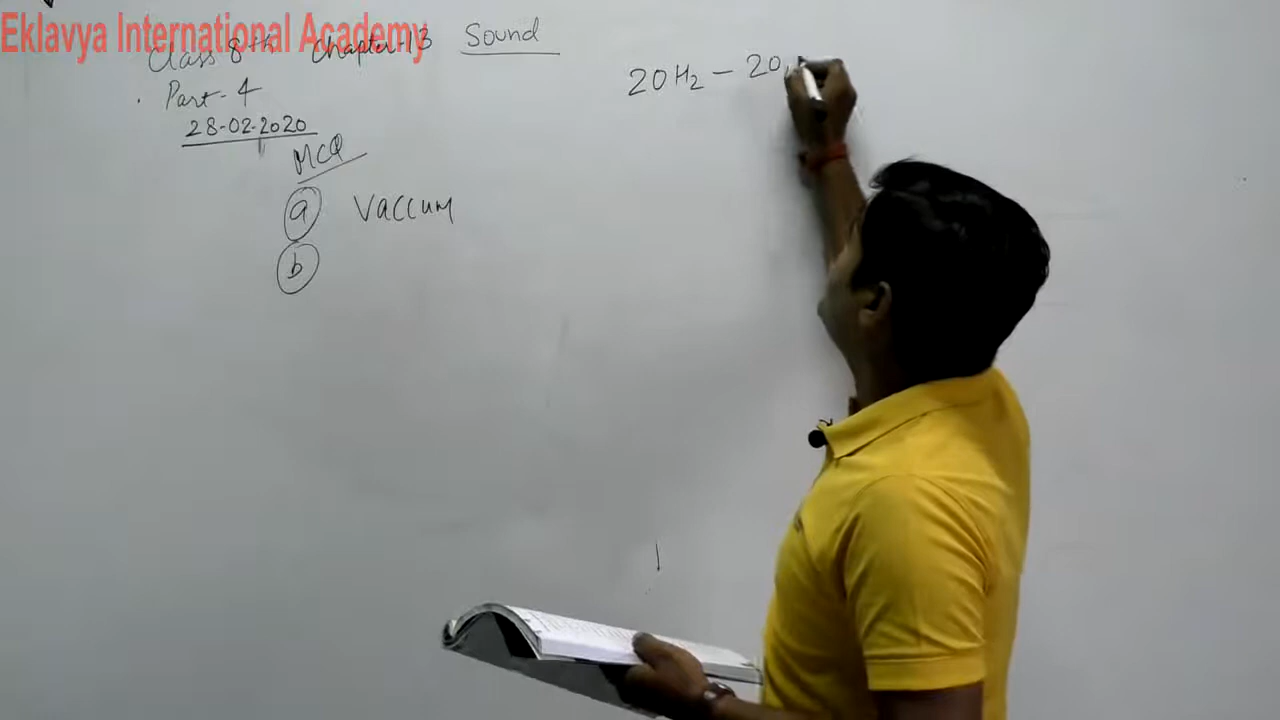 Eklavya International Academy
Class 8th Chapter-13 Sound
20Hz - 20,
Part-4
28-02-2020
MCQ
a Vaccum
b